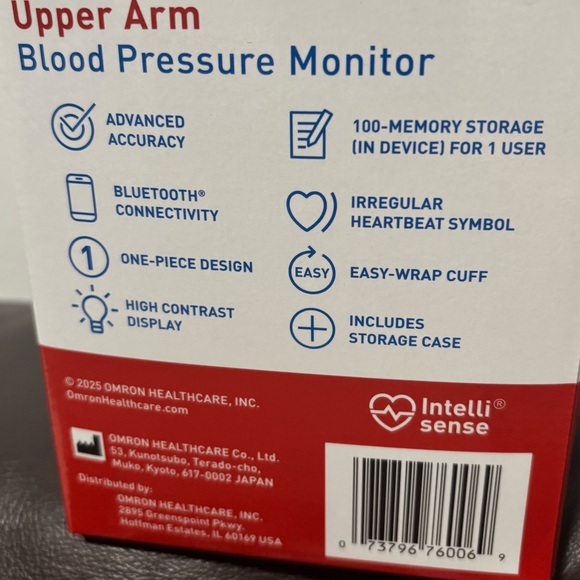 Upper Arm
Blood Pressure Monitor
ADVANCED
ACCURACY
100-MEMORY STORAGE
(IN DEVICE) FOR 1 USER
BLUETOOTH®
CONNECTIVITY
IRREGULAR
HEARTBEAT SYMBOL
1
ONE-PIECE DESIGN
EASY
EASY-WRAP CUFF
HIGH CONTRAST
DISPLAY
INCLUDES
STORAGE CASE
© 2025 OMRON HEALTHCARE, INC.
OmronHealthcare.com
Intelli®
sense
OMRON HEALTHCARE Co., Ltd.
53, Kunotsubo, Terado-cho,
Muko, Kyoto, 617-0002 JAPAN
Distributed by:
OMRON HEALTHCARE, INC.
2895 Greenspoint Pkwy.
Hoffman Estates, IL 60169 USA
0 73796 76006 9